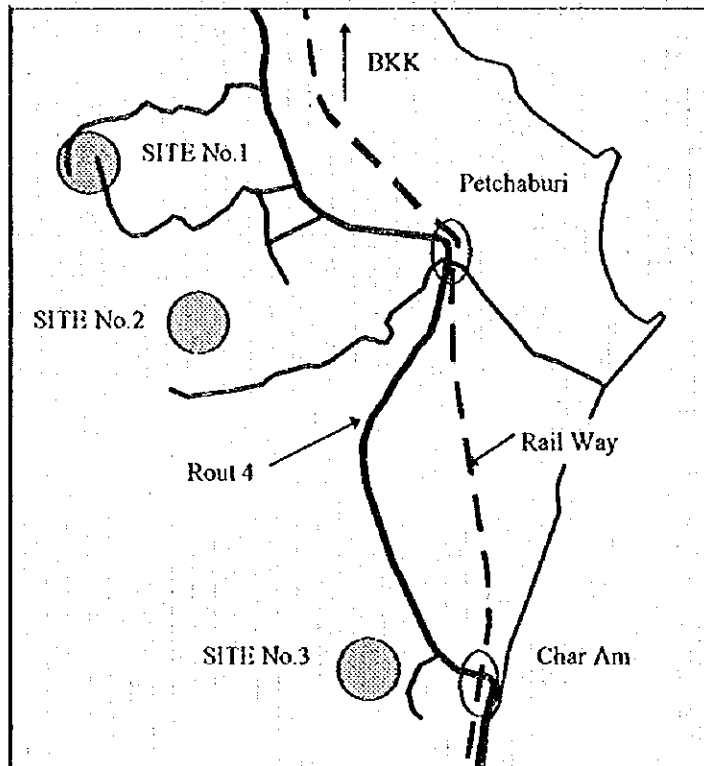 BKK
SITE No.1
Petchaburi
SITE No.2
Rout 4
Rail Way
SITE No.3
Char Am